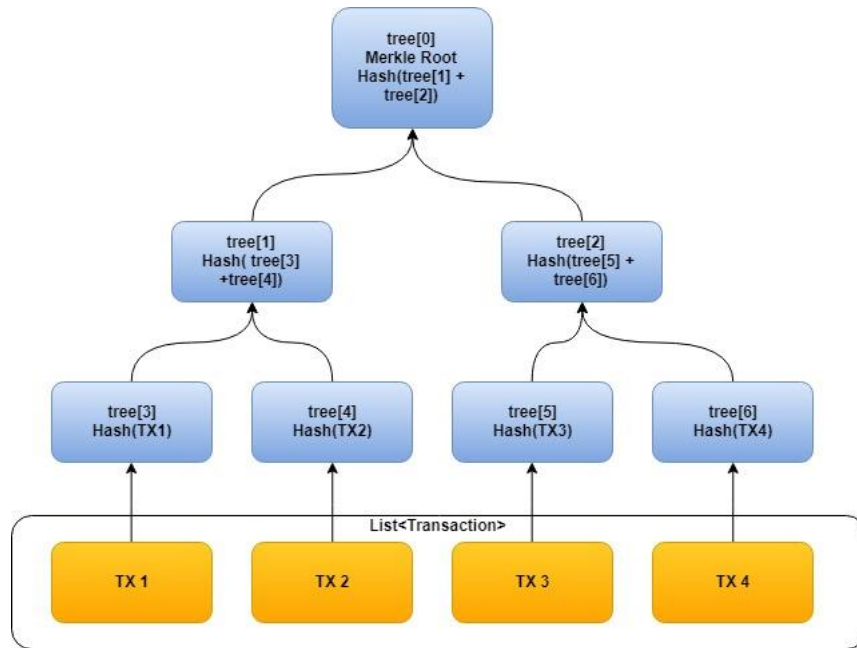 tree[0]
Merkle Root
Hash(tree[1] +
tree[2])
tree[1]
Hash( tree[3]
+tree[4])
tree[2]
Hash(tree[5] +
tree[6])
tree[3]
Hash(TX1)
tree[4]
Hash(TX2)
tree[5]
Hash(TX3)
tree[6]
Hash(TX4)
List<Transaction>
TX 1
TX 2
TX 3
TX 4